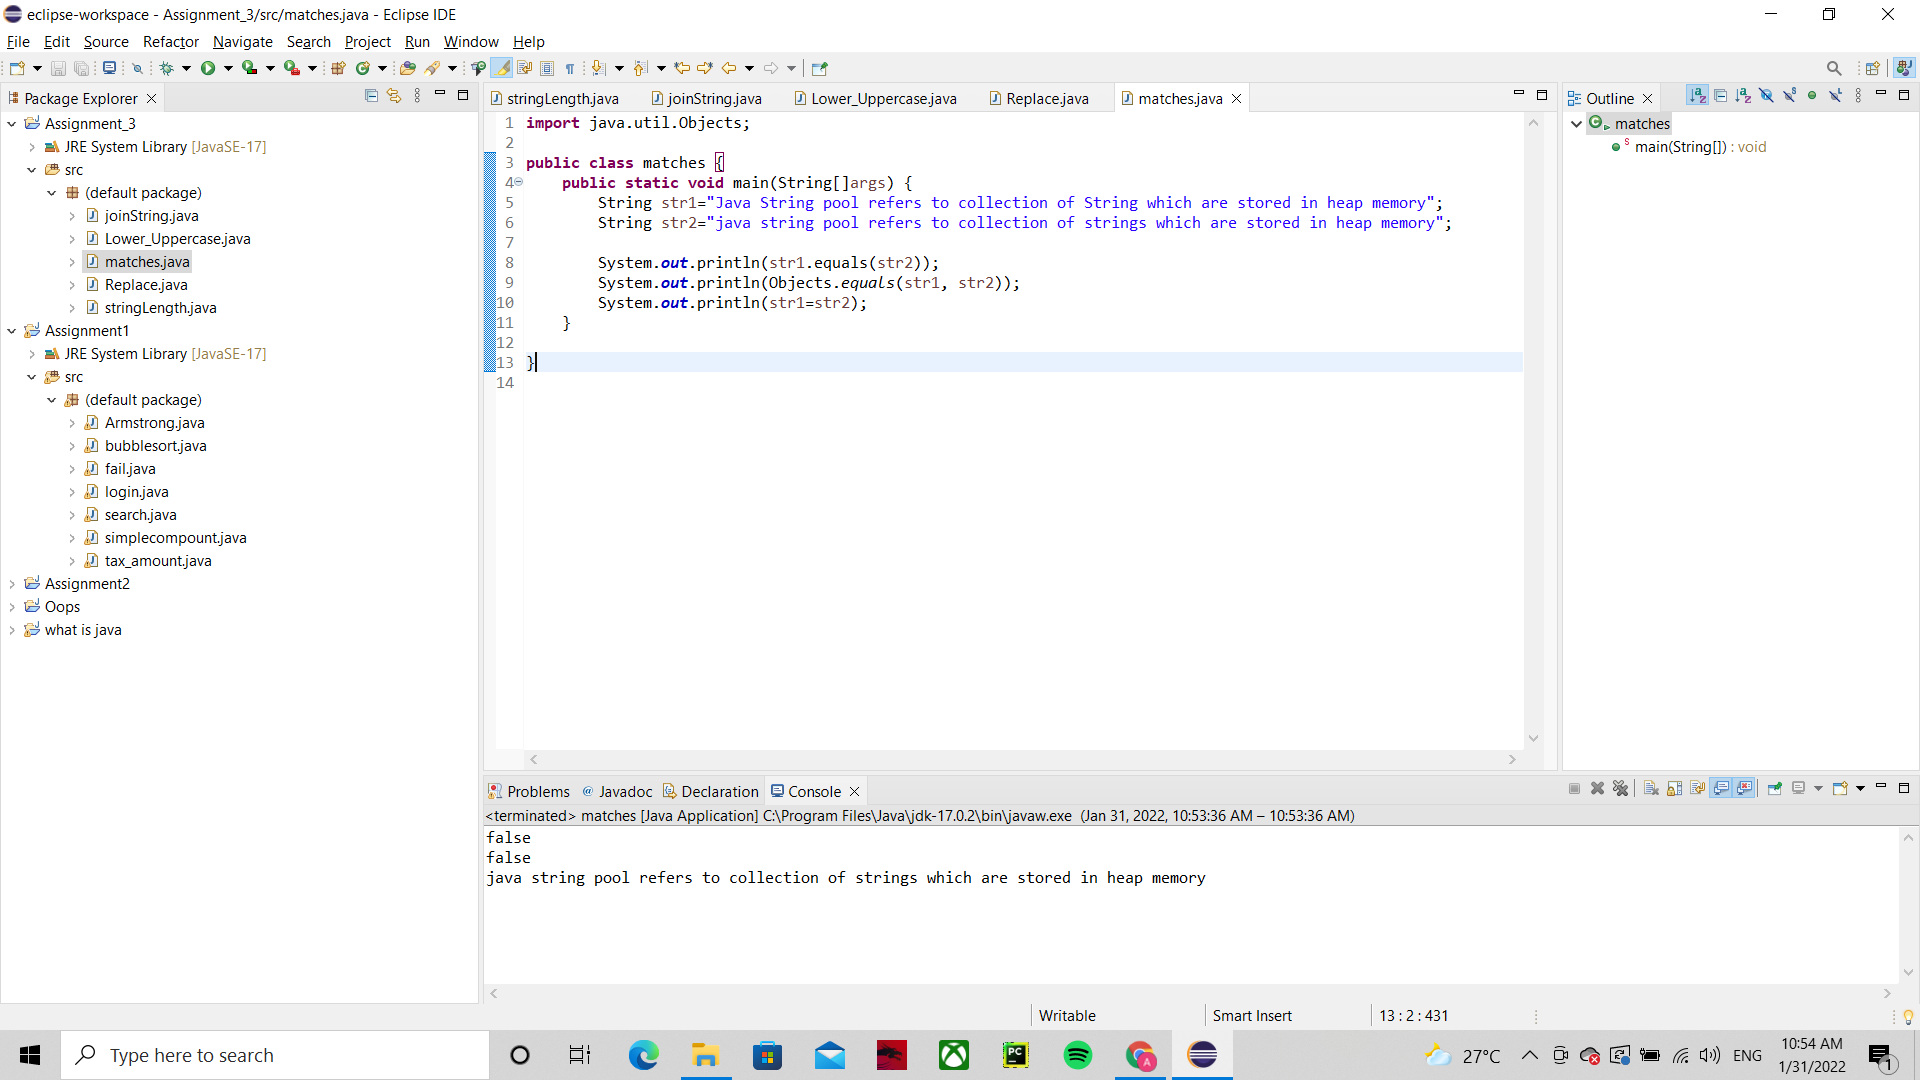 eclipse-workspace - Assignment_3/src/matches.java - Eclipse IDE
File Edit Source Refactor Navigate Search Project Run Window Help
Package Explorer
Assignment_3
JRE System Library [JavaSE-17]
src
(default package)
joinString.java
Lower_Uppercase.java
matches.java
Replace.java
stringLength.java
Assignment1
JRE System Library [JavaSE-17]
src
(default package)
Armstrong.java
bubblesort.java
fail.java
login.java
search.java
simplecompount.java
tax_amount.java
Assignment2
Oops
what is java
stringLength.java joinString.java Lower_Uppercase.java Replace.java matches.java
1 import java.util.Objects;
2
3 public class matches {
4 public static void main(String[]args) {
5 String str1="Java String pool refers to collection of String which are stored in heap memory";
6 String str2="java string pool refers to collection of strings which are stored in heap memory";
7
8 System.out.println(str1.equals(str2));
9 System.out.println(Objects.equals(str1, str2));
10 System.out.println(str1=str2);
11 }
12
13 }
14
Outline
matches
main(String[]) : void
Problems @ Javadoc Declaration Console
<terminated> matches [Java Application] C:\Program Files\Java\jdk-17.0.2\bin\javaw.exe (Jan 31, 2022, 10:53:36 AM – 10:53:36 AM)
false
false
java string pool refers to collection of strings which are stored in heap memory
Writable Smart Insert 13 : 2 : 431
Type here to search
PC
A
27°C ENG
10:54 AM
1/31/2022
1